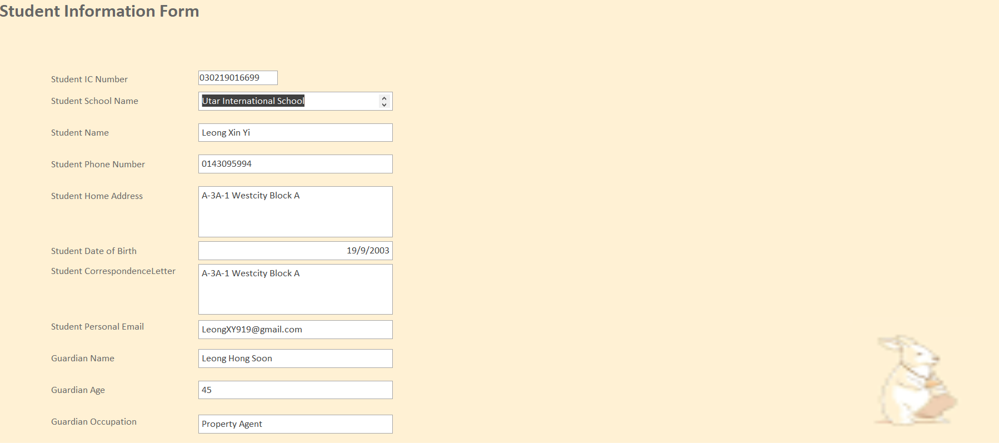 Student Information Form
Student IC Number 030219016699
Student School Name Utar International School
Student Name Leong Xin Yi
Student Phone Number 0143095994
Student Home Address A-3A-1 Westcity Block A
Student Date of Birth 19/9/2003
Student CorrespondenceLetter A-3A-1 Westcity Block A
Student Personal Email LeongXY919@gmail.com
Guardian Name Leong Hong Soon
Guardian Age 45
Guardian Occupation Property Agent